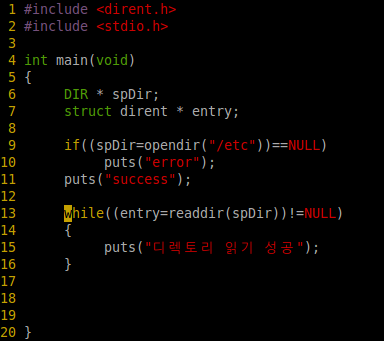 1 #include <dirent.h>
2 #include <stdio.h>
3
4 int main(void)
5 {
6      DIR * spDir;
7      struct dirent * entry;
8
9      if((spDir=opendir("/etc"))==NULL)
10          puts("error");
11     puts("success");
12
13     while((entry=readdir(spDir))!=NULL)
14     {
15          puts("디렉토리 읽기 성공");
16     }
17
18
19
20 }